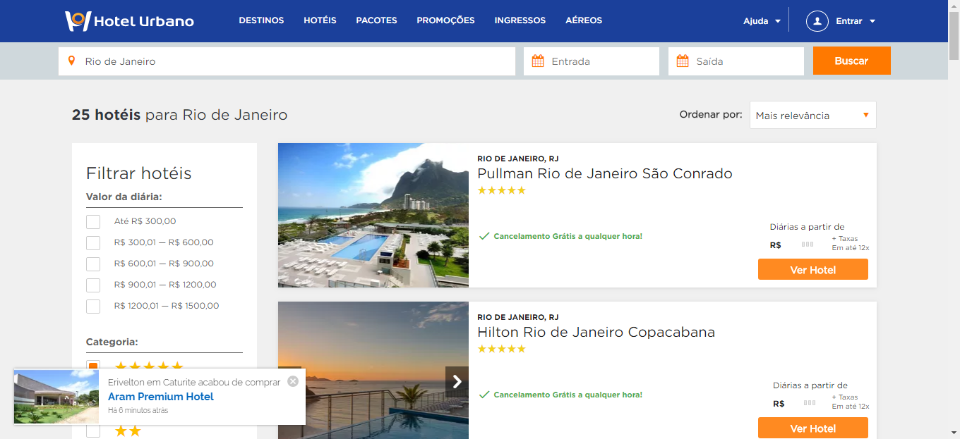 Hotel Urbano
DESTINOS HOTÉIS PACOTES PROMOÇÕES INGRESSOS AÉREOS
Ajuda Entrar
Rio de Janeiro
Entrada
Saída
Buscar
25 hotéis para Rio de Janeiro
Ordenar por: Mais relevância
Filtrar hotéis
Valor da diária:
Até R$ 300,00
R$ 300,01 — R$ 600,00
R$ 600,01 — R$ 900,00
R$ 900,01 — R$ 1200,00
R$ 1200,01 — R$ 1500,00
Categoria:
RIO DE JANEIRO, RJ
Pullman Rio de Janeiro São Conrado
Cancelamento Grátis a qualquer hora!
Diárias a partir de
R$
+ Taxas
Em até 12x
Ver Hotel
RIO DE JANEIRO, RJ
Hilton Rio de Janeiro Copacabana
Cancelamento Grátis a qualquer hora!
Diárias a partir de
R$
+ Taxas
Em até 12x
Ver Hotel
Erivelton em Caturite acabou de comprar
Aram Premium Hotel
Há 6 minutos atrás